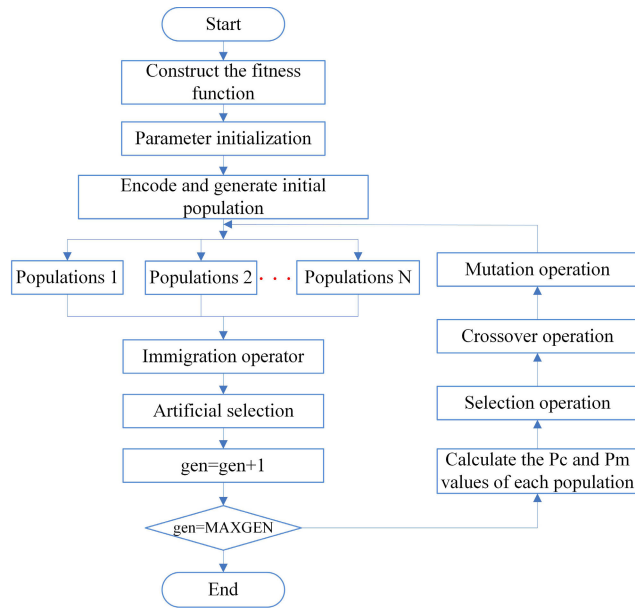 Start
Construct the fitness
function
Parameter initialization
Encode and generate initial
population
Populations 1
Populations 2
. . .
Populations N
Immigration operator
Artificial selection
gen=gen+1
gen=MAXGEN
End
Mutation operation
Crossover operation
Selection operation
Calculate the Pc and Pm
values of each population